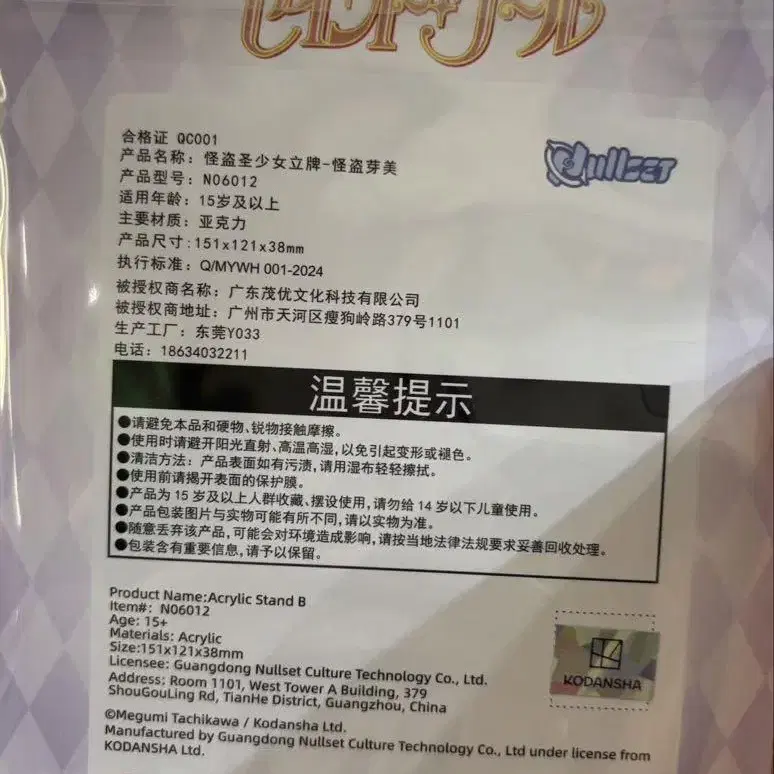 セイント・テール
合格证 QC001
Nullset
产品名称：怪盗圣少女立牌-怪盗芽美
产品型号：N06012
适用年龄：15岁及以上
主要材质：亚克力
产品尺寸：151x121x38mm
执行标准：Q/MYWH 001-2024
被授权商名称：广东茂优文化科技有限公司
被授权商地址：广州市天河区瘦狗岭路379号1101
生产工厂：东莞Y033
电话：18634032211
温馨提示
●请避免本品和硬物、锐物接触摩擦。
●使用时请避开阳光直射、高温高湿，以免引起变形或褪色。
●清洁方法：产品表面如有污渍，请用湿布轻轻擦拭。
●使用前请揭开表面的保护膜。
●产品为 15 岁及以上人群收藏、摆设使用，请勿给 14 岁以下儿童使用。
●产品包装图片与实物可能有所不同，请以实物为准。
●随意丢弃该产品，可能会对环境造成影响，请按当地法律法规要求妥善回收处理。
●包装含有重要信息，请予以保留。
Product Name:Acrylic Stand B
Item#: N06012
Age: 15+
Materials: Acrylic
Size:151x121x38mm
Licensee: Guangdong Nullset Culture Technology Co., Ltd.
Address: Room 1101, West Tower A Building, 379
ShouGouLing Rd, TianHe District, Guangzhou, China
KODANSHA
©Megumi Tachikawa / Kodansha Ltd.
Manufactured by Guangdong Nullset Culture Technology Co., Ltd under license from
KODANSHA Ltd.